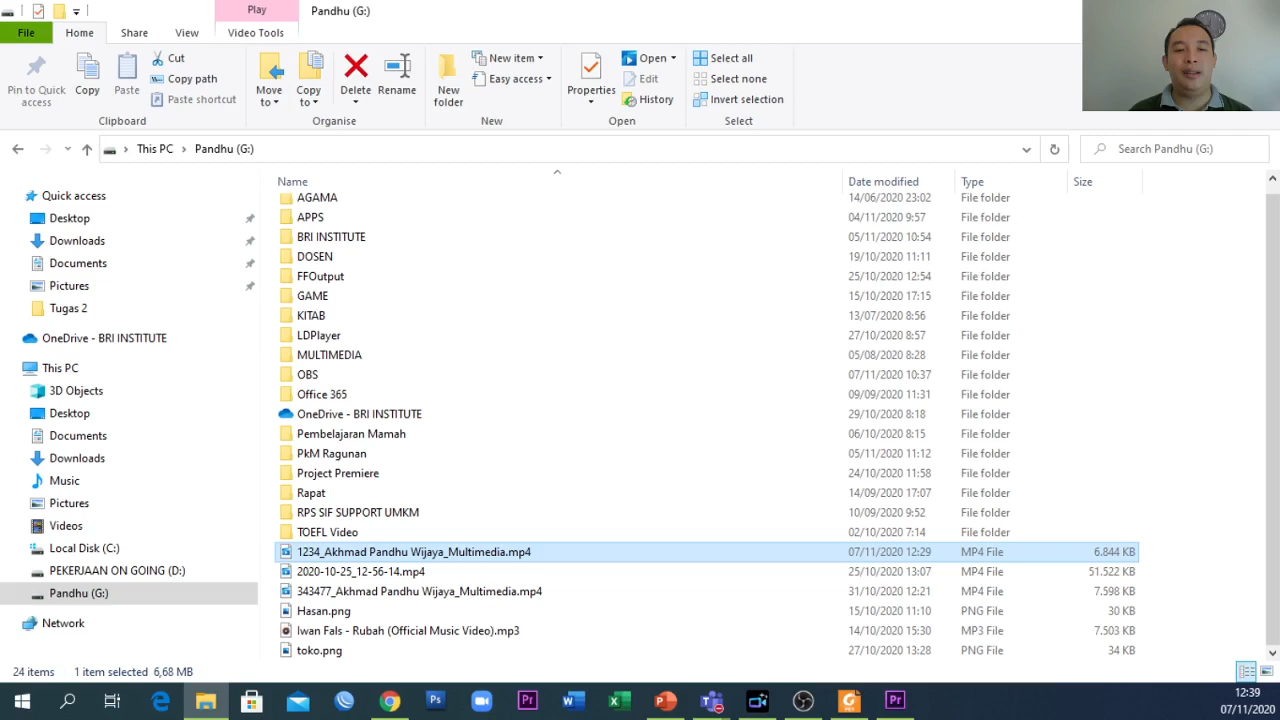 Play
Pandhu (G:)
File
Home
Share
View
Video Tools
Pin to Quick access
Copy
Paste
Cut
Copy path
Paste shortcut
Move to
Copy to
Delete
Rename
New folder
New item
Easy access
Properties
Open
Edit
History
Select all
Select none
Invert selection
Clipboard
Organise
New
Open
Select
This PC
Pandhu (G:)
Search Pandhu (G:)
Name Date modified Type Size
Quick access
Desktop
Downloads
Documents
Pictures
Tugas 2
OneDrive - BRI INSTITUTE
This PC
3D Objects
Desktop
Documents
Downloads
Music
Pictures
Videos
Local Disk (C:)
PEKERJAAN ON GOING (D:)
Pandhu (G:)
Network
AGAMA 14/06/2020 23:02 File folder
APPS 04/11/2020 9:57 File folder
BRI INSTITUTE 05/11/2020 10:54 File folder
DOSEN 19/10/2020 11:11 File folder
FFOutput 25/10/2020 12:54 File folder
GAME 15/10/2020 17:15 File folder
KITAB 13/07/2020 8:56 File folder
LDPlayer 27/10/2020 8:57 File folder
MULTIMEDIA 05/08/2020 8:28 File folder
OBS 07/11/2020 10:37 File folder
Office 365 09/09/2020 11:31 File folder
OneDrive - BRI INSTITUTE 29/10/2020 8:18 File folder
Pembelajaran Mamah 06/10/2020 8:15 File folder
PkM Ragunan 05/11/2020 11:12 File folder
Project Premiere 24/10/2020 11:58 File folder
Rapat 14/09/2020 17:07 File folder
RPS SIF SUPPORT UMKM 10/09/2020 9:52 File folder
TOEFL Video 02/10/2020 7:14 File folder
1234_Akhmad Pandhu Wijaya_Multimedia.mp4 07/11/2020 12:29 MP4 File 6.844 KB
2020-10-25_12-56-14.mp4 25/10/2020 13:07 MP4 File 51.522 KB
343477_Akhmad Pandhu Wijaya_Multimedia.mp4 31/10/2020 12:21 MP4 File 7.598 KB
Hasan.png 15/10/2020 11:10 PNG File 30 KB
Iwan Fals - Rubah (Official Music Video).mp3 14/10/2020 15:30 MP3 File 7.503 KB
toko.png 27/10/2020 13:28 PNG File 34 KB
24 items 1 item selected 6,68 MB
12:39
07/11/2020